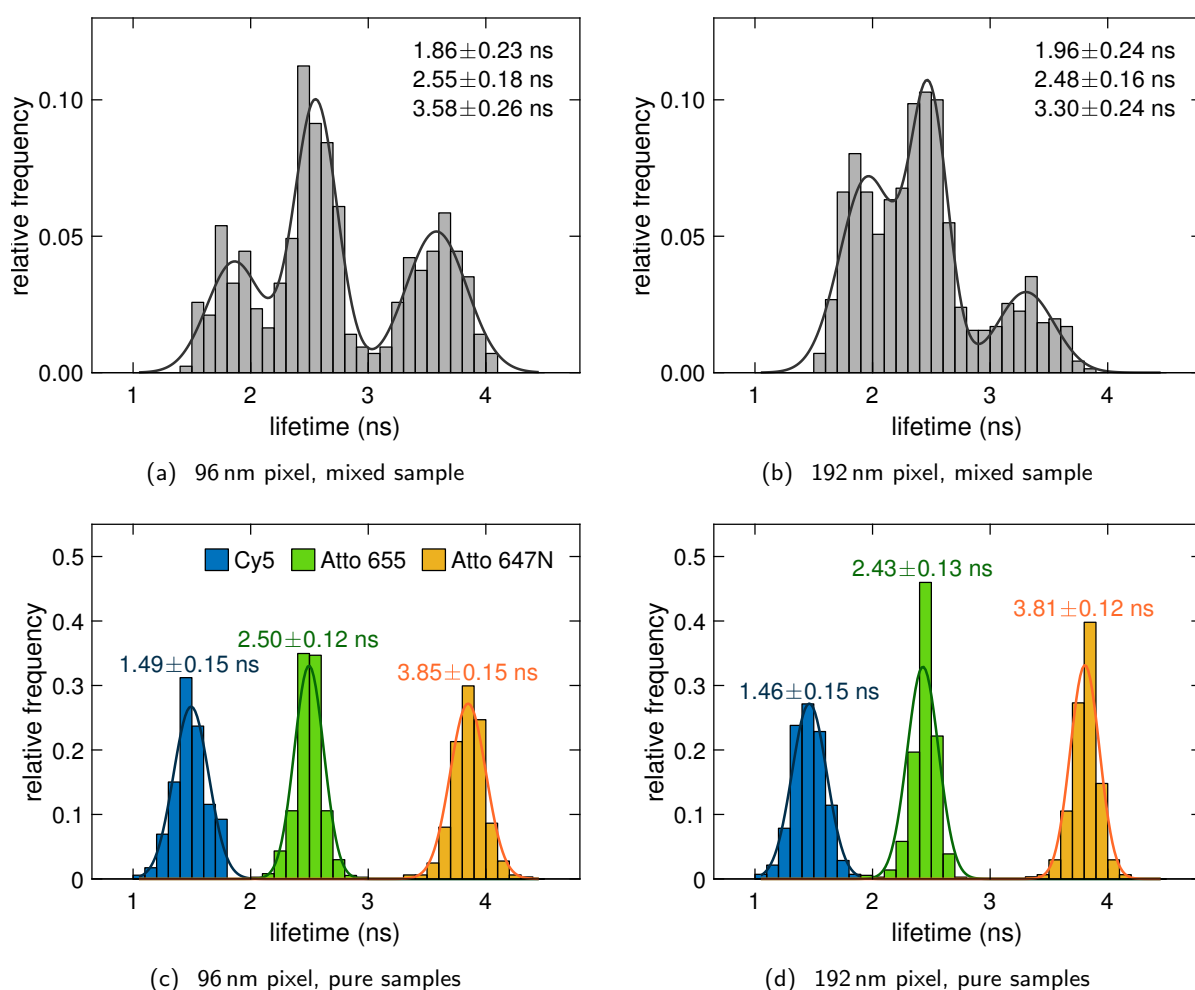 1.86±0.23 ns
2.55±0.18 ns
3.58±0.26 ns
0.10
0.05
0.00
relative frequency
1 2 3 4
lifetime (ns)
(a) 96 nm pixel, mixed sample
1.96±0.24 ns
2.48±0.16 ns
3.30±0.24 ns
0.10
0.05
0.00
relative frequency
1 2 3 4
lifetime (ns)
(b) 192 nm pixel, mixed sample
Cy5 Atto 655 Atto 647N
2.50±0.12 ns
1.49±0.15 ns 3.85±0.15 ns
0.5
0.4
0.3
0.2
0.1
0
relative frequency
1 2 3 4
lifetime (ns)
(c) 96 nm pixel, pure samples
2.43±0.13 ns
3.81±0.12 ns
1.46±0.15 ns
0.5
0.4
0.3
0.2
0.1
0
relative frequency
1 2 3 4
lifetime (ns)
(d) 192 nm pixel, pure samples